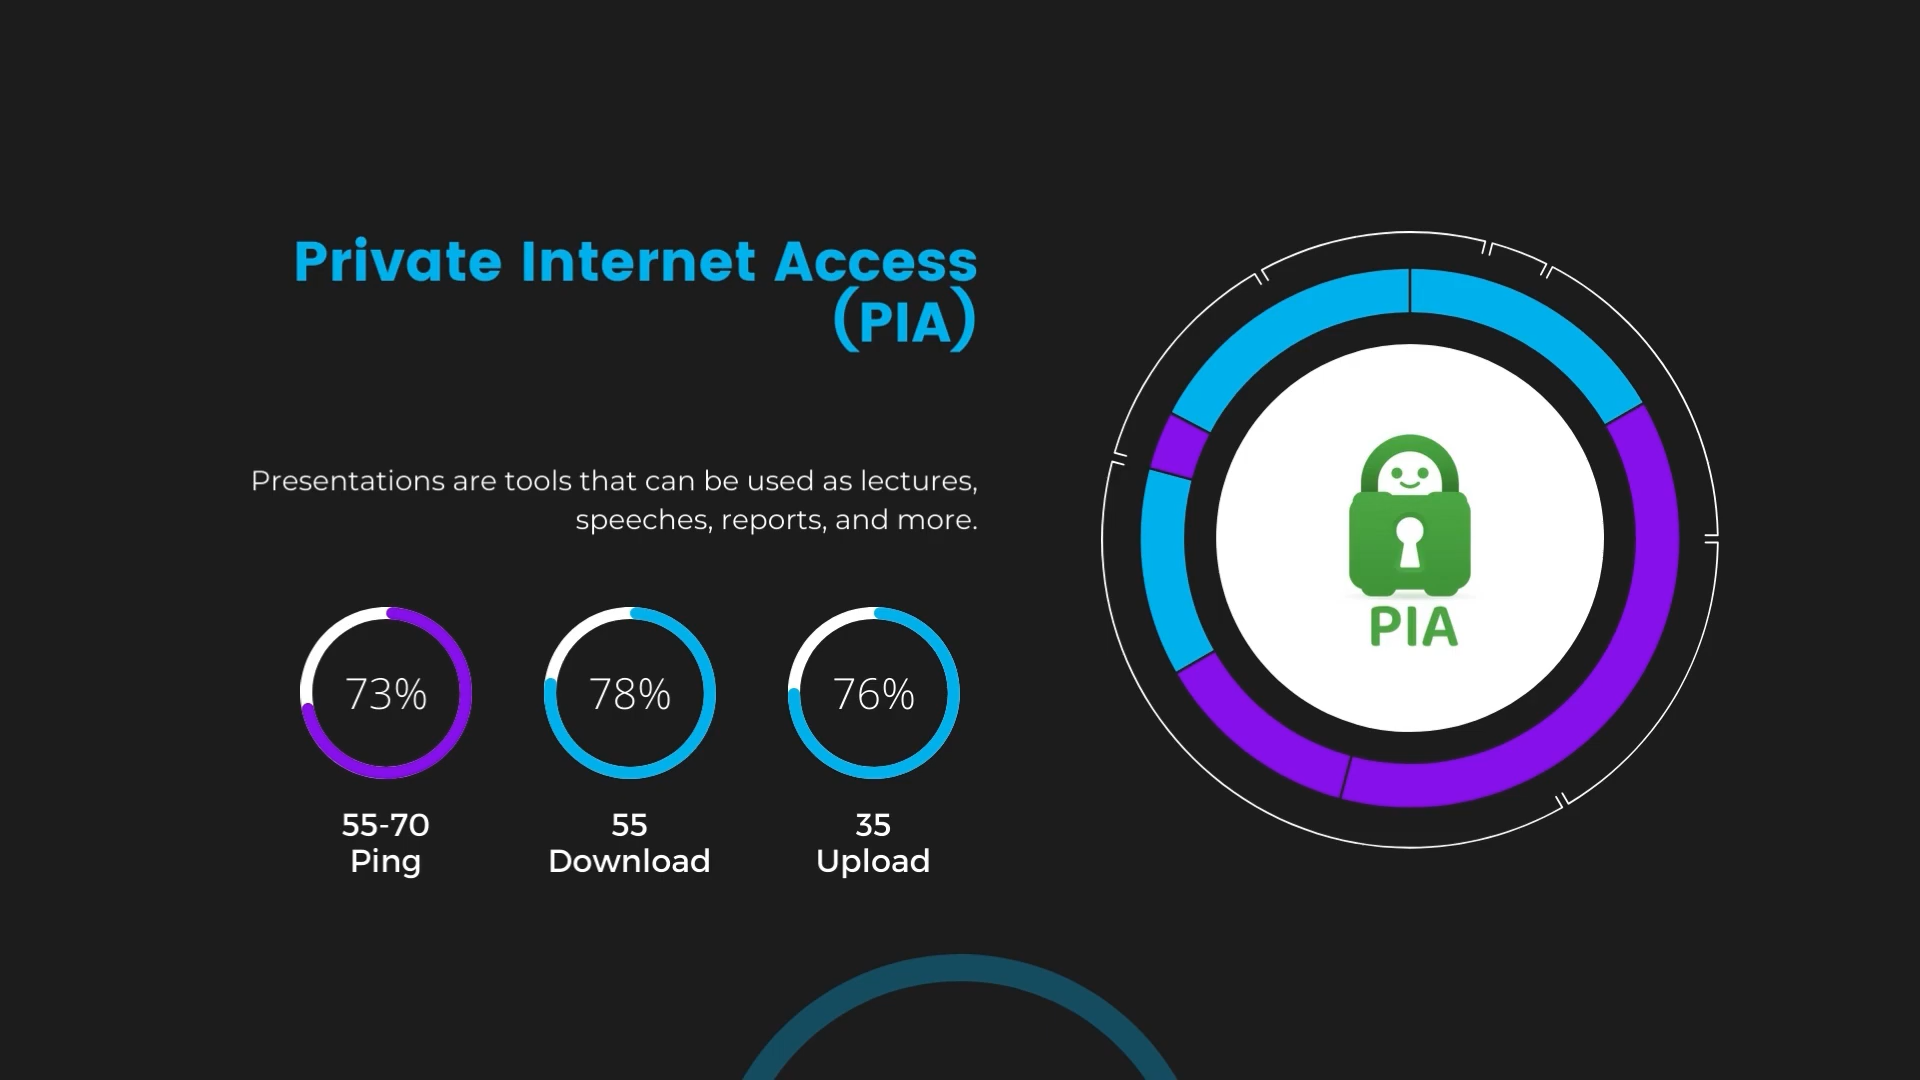 Private Internet Access
(PIA)
Presentations are tools that can be used as lectures,
speeches, reports, and more.
73%
78%
76%
55-70
Ping
55
Download
35
Upload
PIA